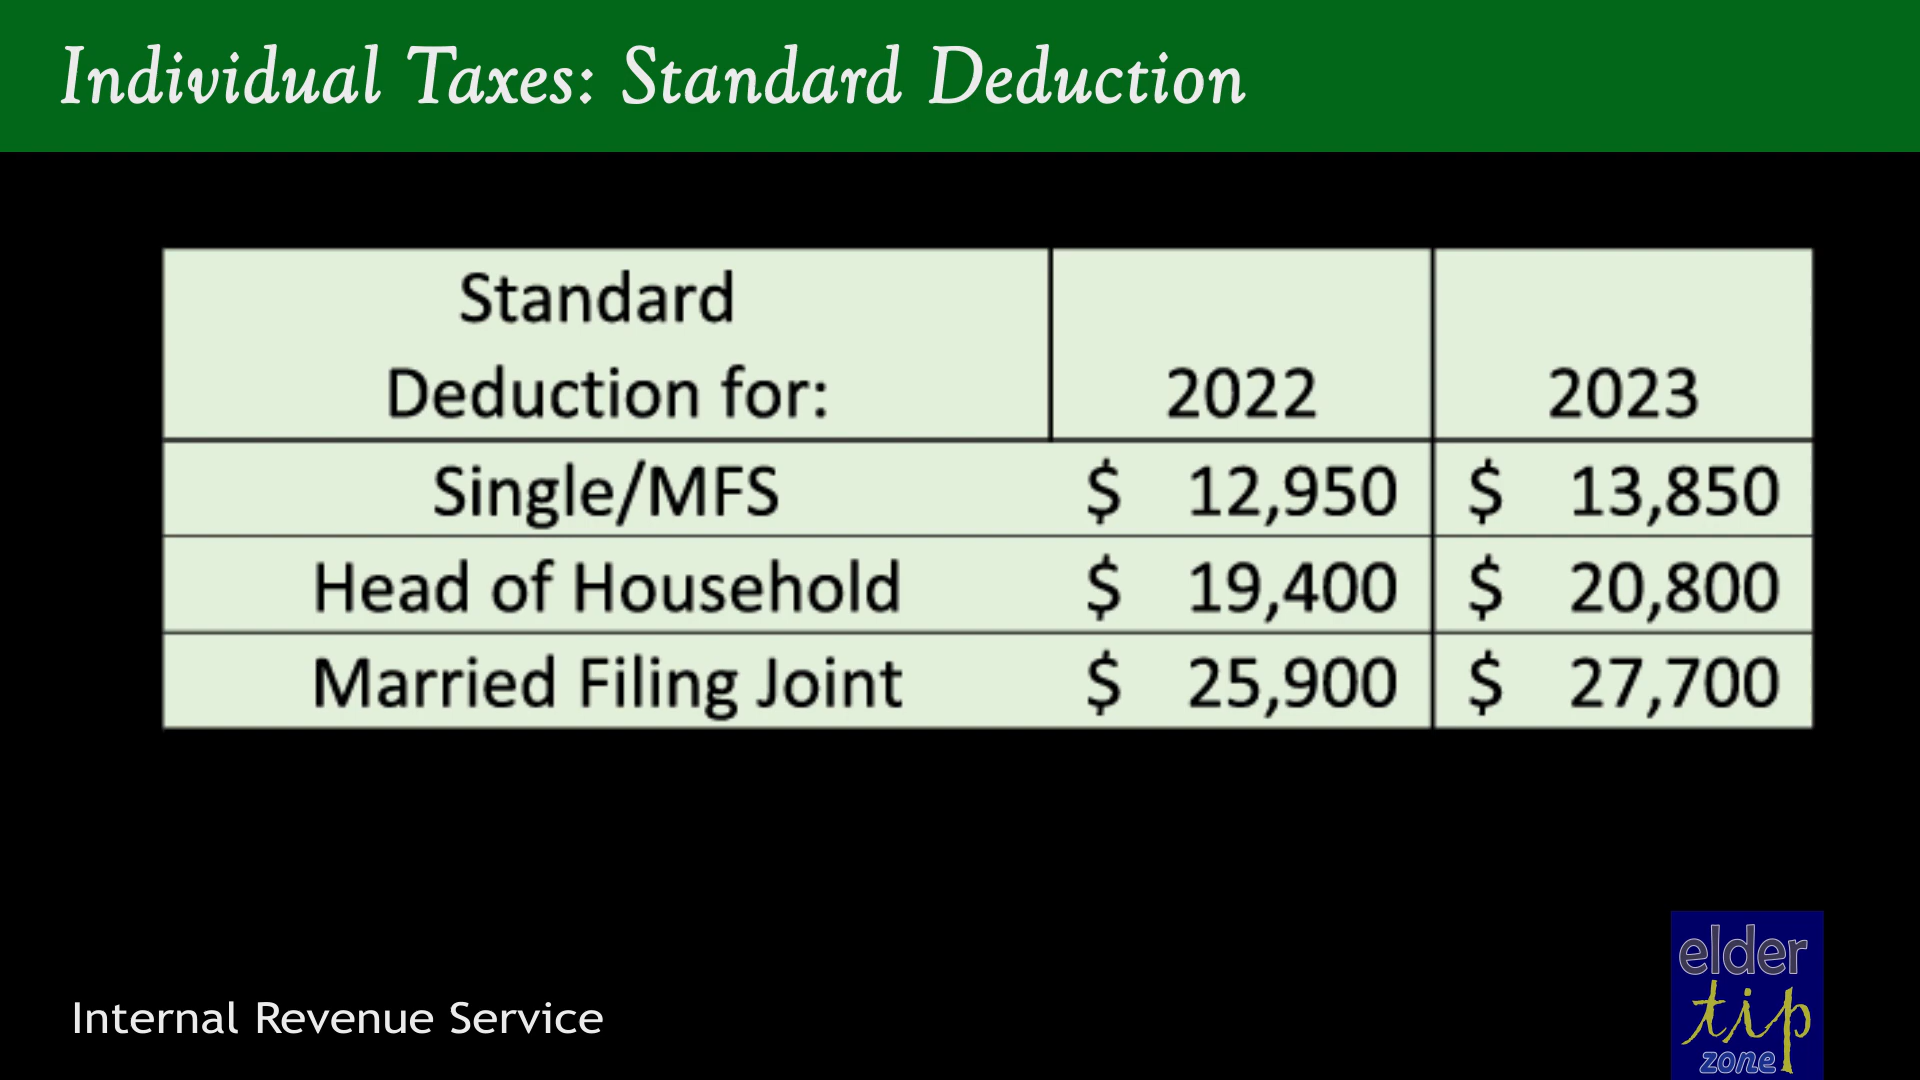 Individual Taxes: Standard Deduction
Standard
Deduction for:
2022
2023
Single/MFS $ 12,950 $ 13,850
Head of Household $ 19,400 $ 20,800
Married Filing Joint $ 25,900 $ 27,700
Internal Revenue Service
elder
tip
zone